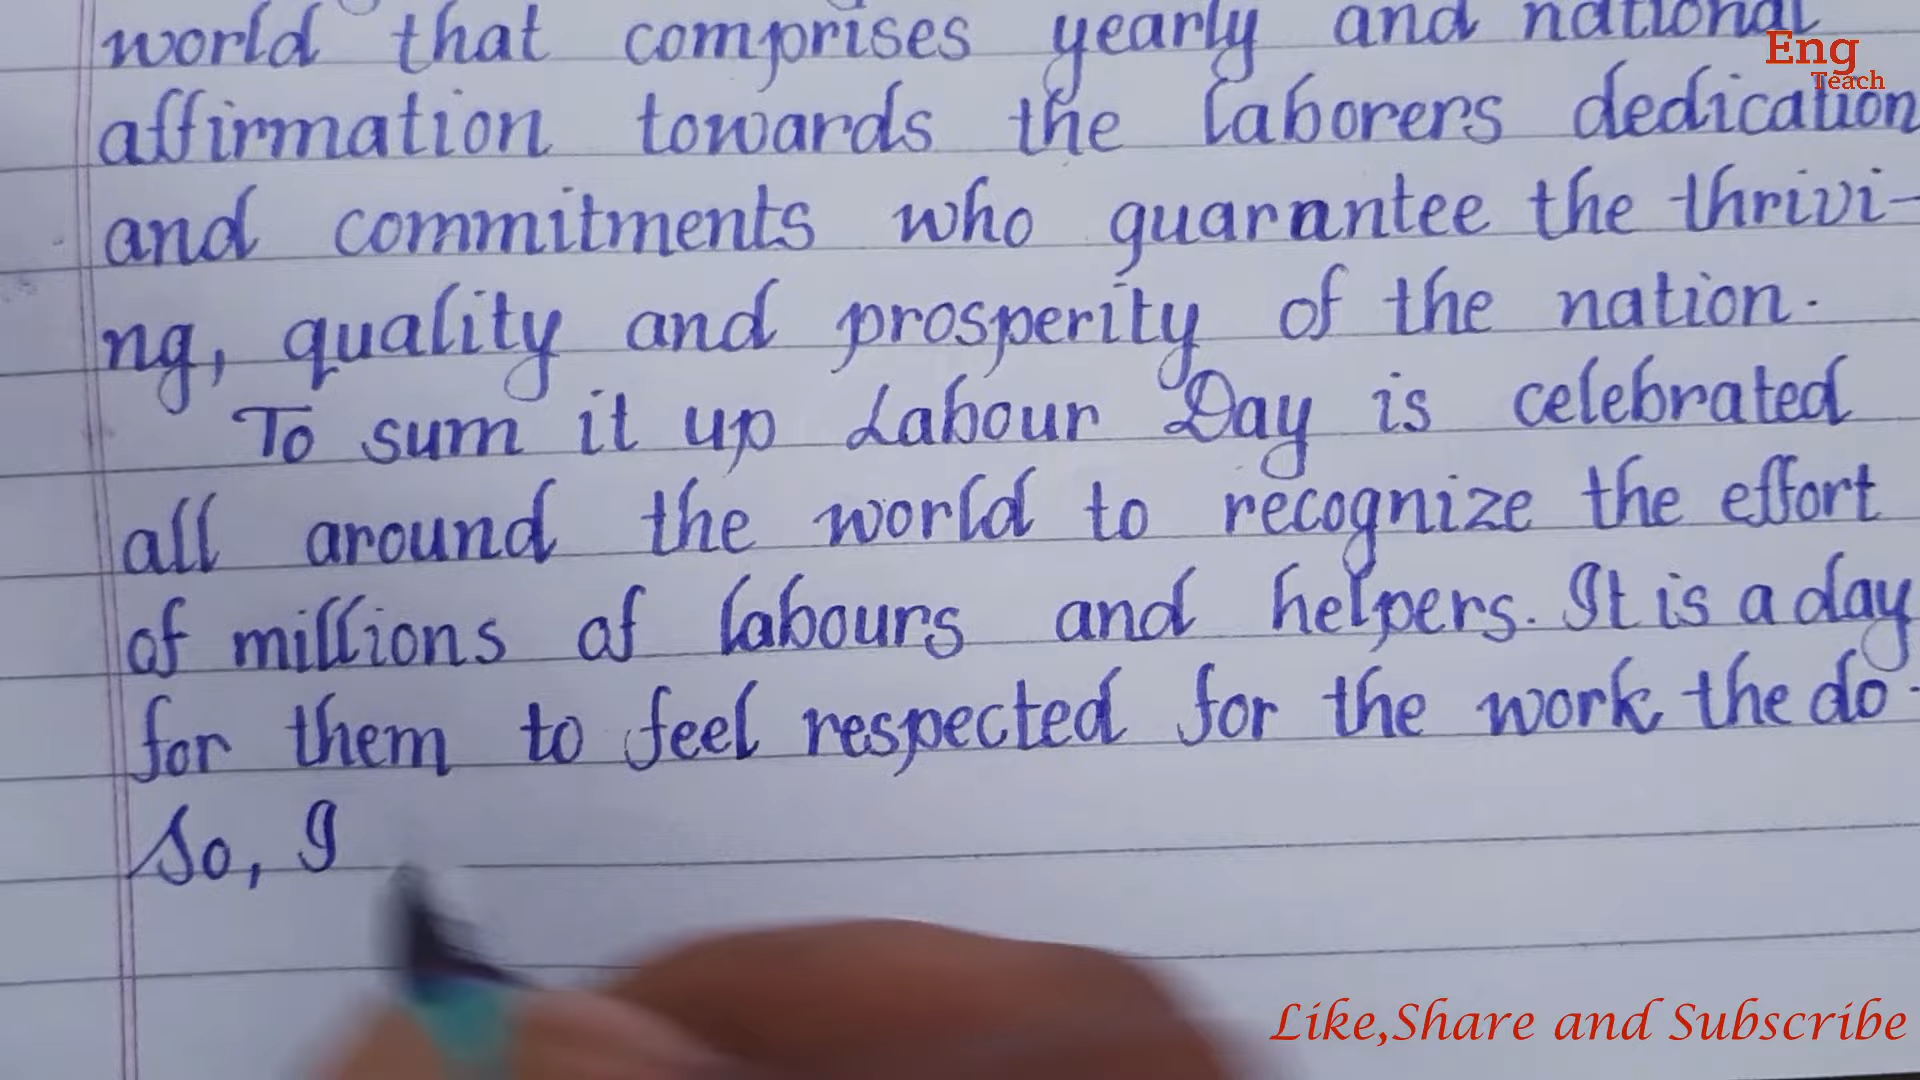 world that comprises yearly and national
Eng
Teach
affirmation towards the laborers dedication
and commitments who guarantee the thrivi-
ng, quality and prosperity of the nation.
To sum it up Labour Day is celebrated
all around the world to recognize the effort
of millions of labours and helpers. It is a day
for them to feel respected for the work the do.
So, I
Like,Share and Subscribe